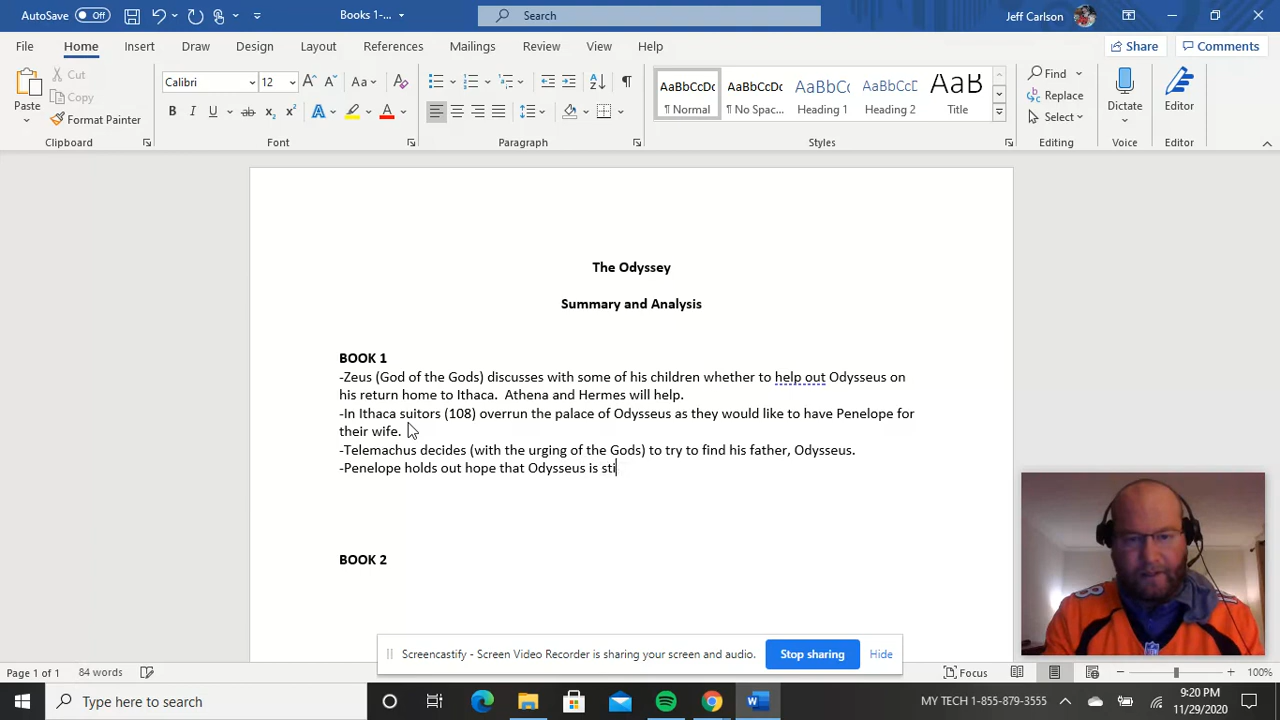 AutoSave Off Books 1-... Search Jeff Carlson
File Home Insert Draw Design Layout References Mailings Review View Help Share Comments
Paste Cut Copy Format Painter Clipboard
Calibri 12 Aa B I U ab x₂ x² A A Font
Paragraph
AaBbCcDc ¶ Normal AaBbCcDc ¶ No Spac... AaBbCc Heading 1 AaBbCcE Heading 2 AaB Title Styles
Find Replace Select Editing
Dictate Voice
Editor Editor
The Odyssey
Summary and Analysis
BOOK 1
-Zeus (God of the Gods) discusses with some of his children whether to help out Odysseus on
his return home to Ithaca.  Athena and Hermes will help.
-In Ithaca suitors (108) overrun the palace of Odysseus as they would like to have Penelope for
their wife.
-Telemachus decides (with the urging of the Gods) to try to find his father, Odysseus.
-Penelope holds out hope that Odysseus is sti
BOOK 2
Screencastify - Screen Video Recorder is sharing your screen and audio. Stop sharing Hide
Page 1 of 1 84 words Focus 100%
Type here to search MY TECH 1-855-879-3555 9:20 PM
11/29/2020